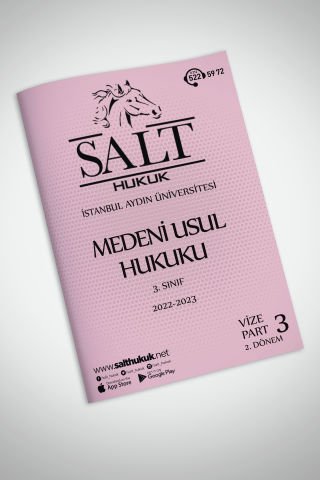 522 59 72
SALT
HUKUK
İSTANBUL AYDIN ÜNİVERSİTESİ
MEDENİ USUL
HUKUKU
3. SINIF
2022-2023
VİZE
PART 3
2. DÖNEM
www.salthukuk.net
App Store
Google Play